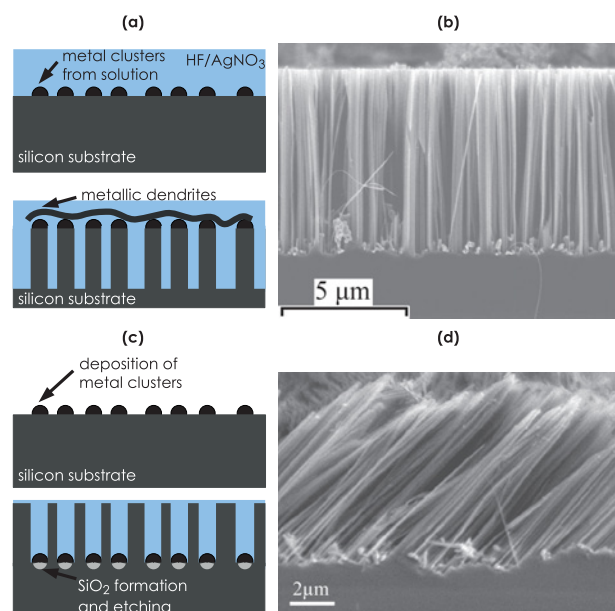 (a)
(b)
metal clusters
from solution
HF/AgNO3
silicon substrate
metallic dendrites
silicon substrate
5 μm
(c)
(d)
deposition of
metal clusters
silicon substrate
SiO2 formation
and etching
2μm